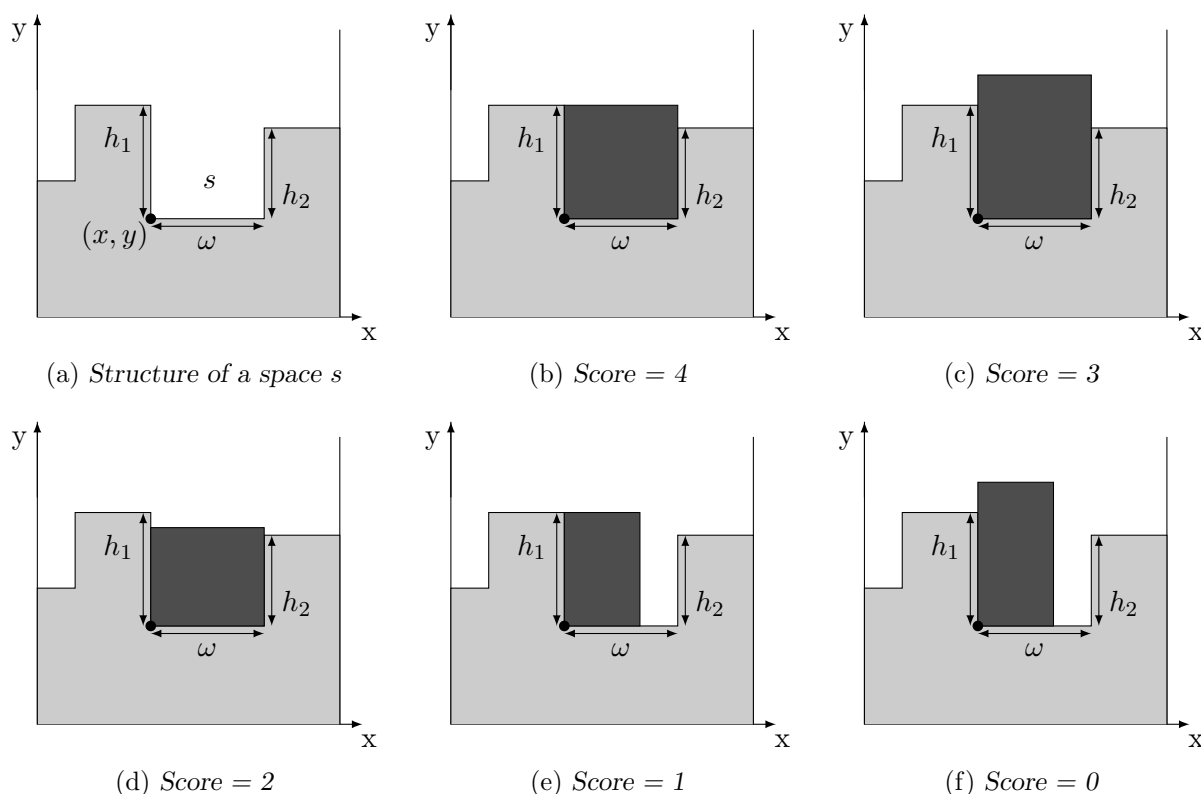 y
h₁
s
h₂
(x, y)
ω
x
(a) Structure of a space s
y
h₁
h₂
ω
x
(b) Score = 4
y
h₁
h₂
ω
x
(c) Score = 3
y
h₁
h₂
ω
x
(d) Score = 2
y
h₁
h₂
ω
x
(e) Score = 1
y
h₁
h₂
ω
x
(f) Score = 0